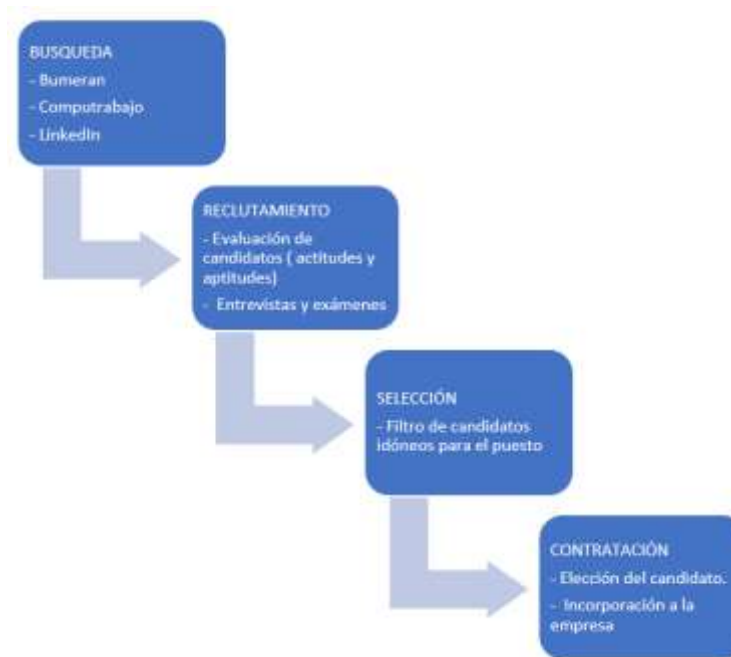 BUSQUEDA
- Bumeran
- Computrabajo
- LinkedIn
RECLUTAMIENTO
- Evaluación de
candidatos ( actitudes y
aptitudes)
- Entrevistas y exámenes
SELECCIÓN
- Filtro de candidatos
idóneos para el puesto
CONTRATACIÓN
- Elección del candidato.
- Incorporación a la
empresa